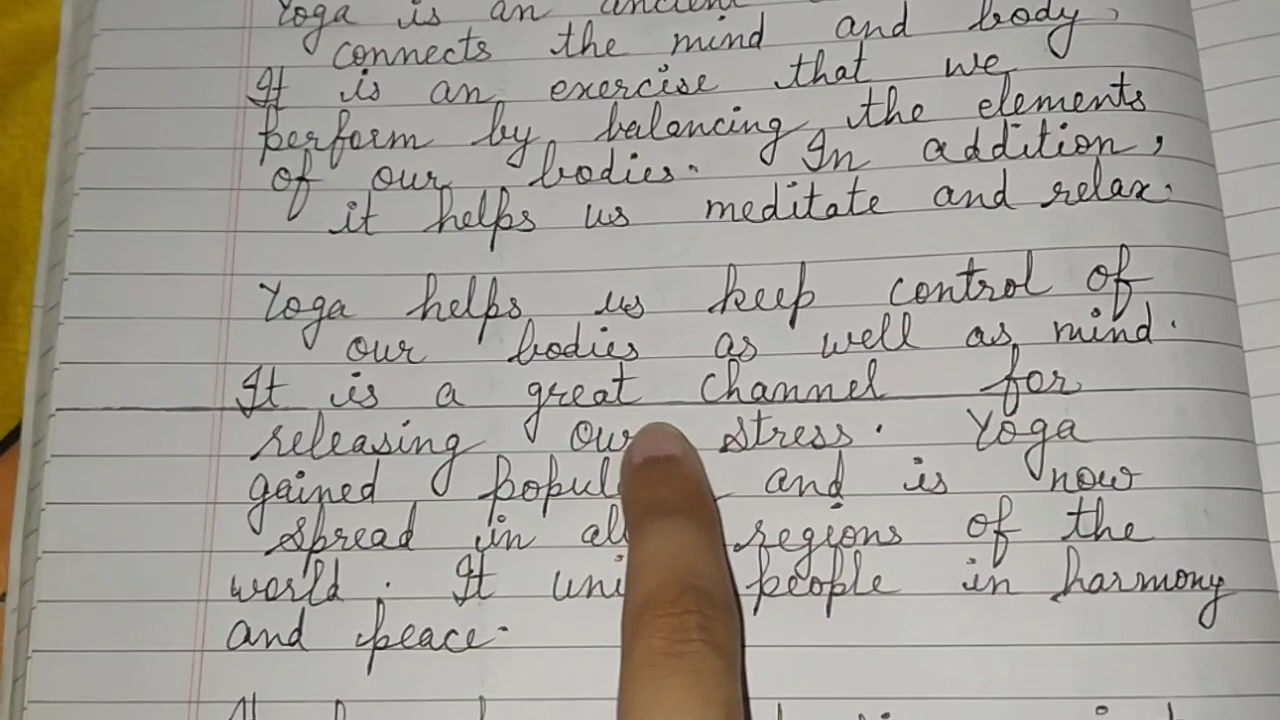 Yoga is an ancient
connects the mind and body.
It is an exercise that we
perform by balancing the elements
of our bodies. In addition,
it helps us meditate and relax.
Yoga helps us keep control of
our bodies as well as mind.
It is a great channel for
releasing our stress. Yoga
gained and is now
spread in all regions of the
world. It people in harmony
and peace.